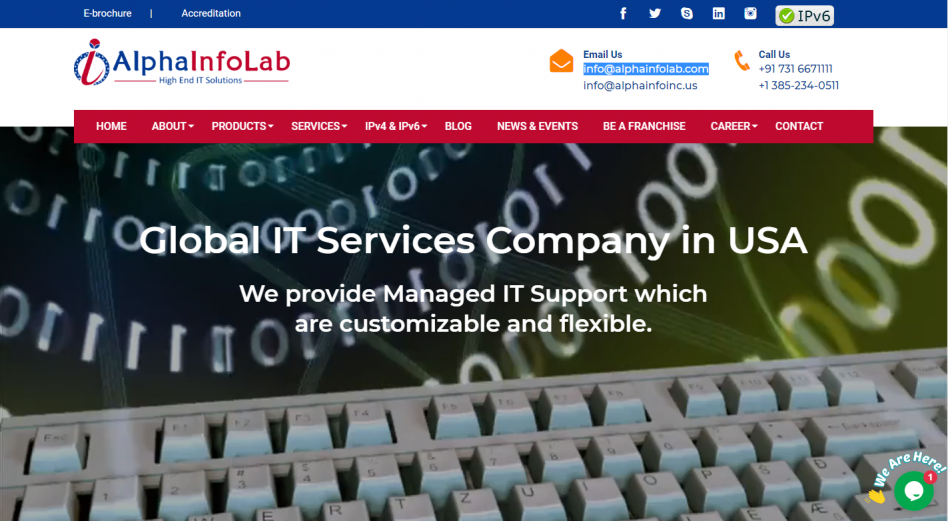 E-brochure | Accreditation
IPv6
AlphaInfoLab
High End IT Solutions
Email Us
info@alphainfolab.com
info@alphainfoinc.us
Call Us
+91 731 6671111
+1 385-234-0511
HOME ABOUT PRODUCTS SERVICES IPv4 & IPv6 BLOG NEWS & EVENTS BE A FRANCHISE CAREER CONTACT
Global IT Services Company in USA
We provide Managed IT Support which
are customizable and flexible.
We Are Here!
1